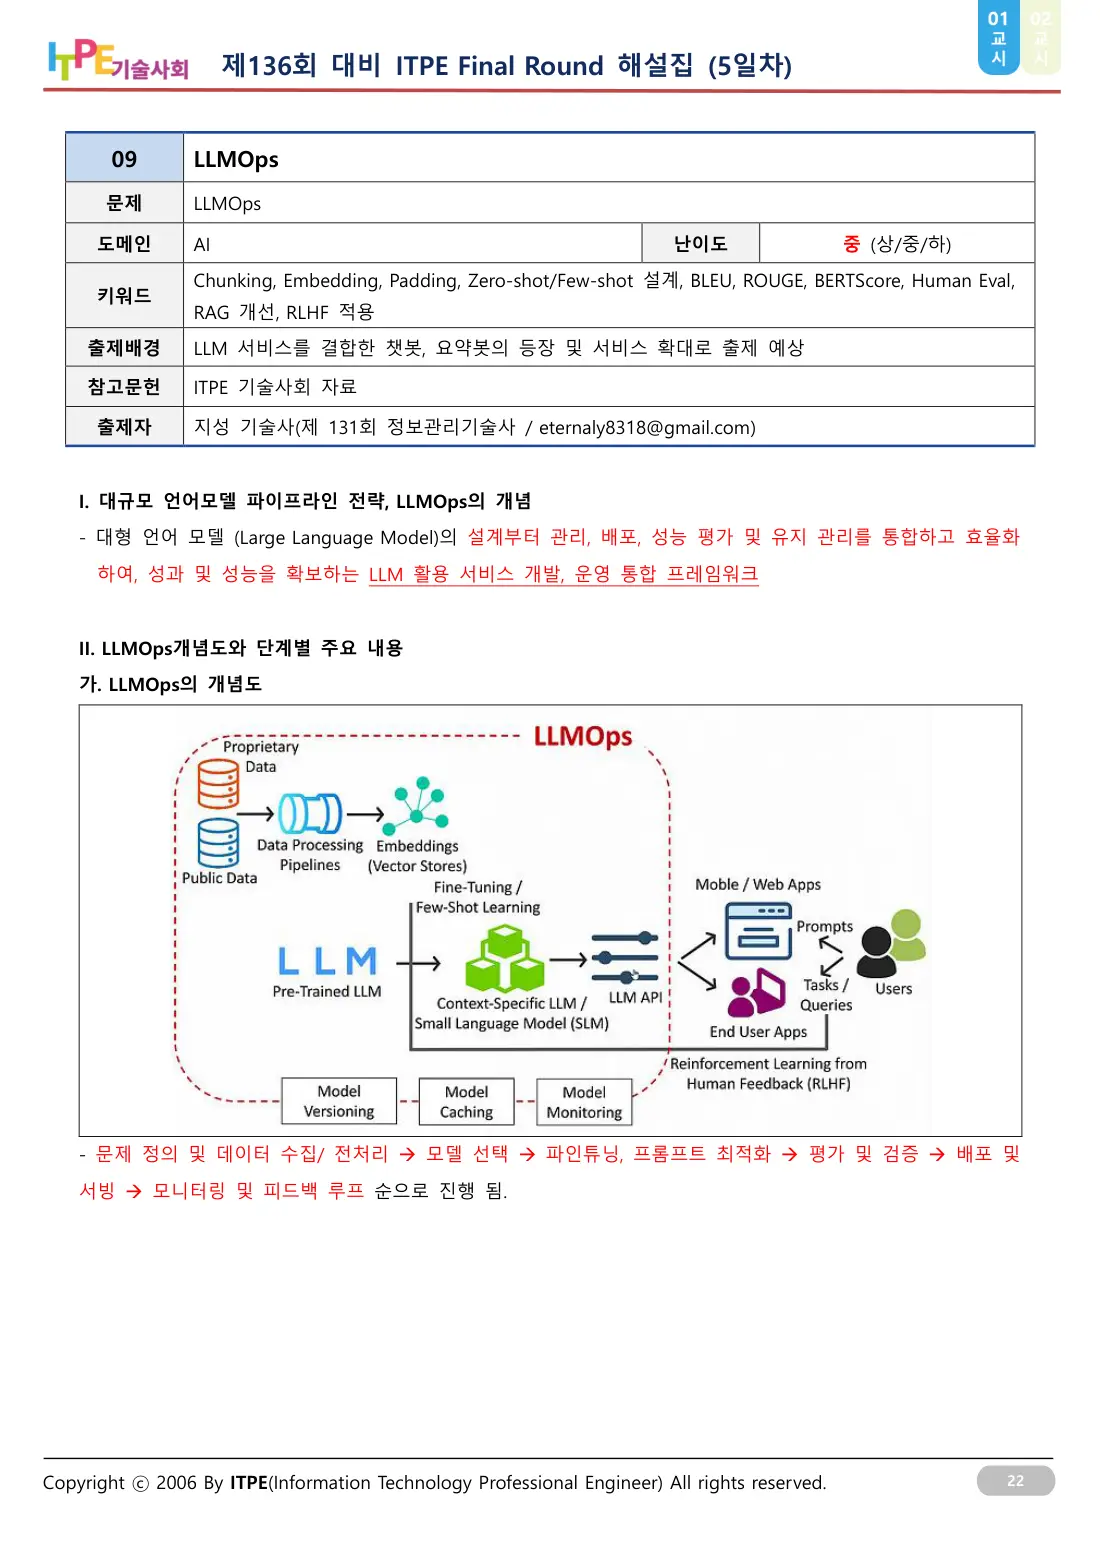 ITPE기술사회
제136회 대비 ITPE Final Round 해설집 (5일차)
01
교
시
02
교
시
09 LLMOps
문제 LLMOps
도메인 AI 난이도 중 (상/중/하)
키워드 Chunking, Embedding, Padding, Zero-shot/Few-shot 설계, BLEU, ROUGE, BERTScore, Human Eval,
RAG 개선, RLHF 적용
출제배경 LLM 서비스를 결합한 챗봇, 요약봇의 등장 및 서비스 확대로 출제 예상
참고문헌 ITPE 기술사회 자료
출제자 지성 기술사(제 131회 정보관리기술사 / eternaly8318@gmail.com)
I. 대규모 언어모델 파이프라인 전략, LLMOps의 개념
- 대형 언어 모델 (Large Language Model)의 설계부터 관리, 배포, 성능 평가 및 유지 관리를 통합하고 효율화
하여, 성과 및 성능을 확보하는 LLM 활용 서비스 개발, 운영 통합 프레임워크
II. LLMOps개념도와 단계별 주요 내용
가. LLMOps의 개념도
LLMOps
Proprietary
Data
Public Data
Data Processing
Pipelines
Embeddings
(Vector Stores)
Fine-Tuning /
Few-Shot Learning
LLM
Pre-Trained LLM
Context-Specific LLM /
Small Language Model (SLM)
LLM API
Moble / Web Apps
Prompts
Tasks /
Queries
Users
End User Apps
Reinforcement Learning from
Human Feedback (RLHF)
Model
Versioning
Model
Caching
Model
Monitoring
- 문제 정의 및 데이터 수집/ 전처리 → 모델 선택 → 파인튜닝, 프롬프트 최적화 → 평가 및 검증 → 배포 및
서빙 → 모니터링 및 피드백 루프 순으로 진행 됨.
Copyright ⓒ 2006 By ITPE(Information Technology Professional Engineer) All rights reserved.
22